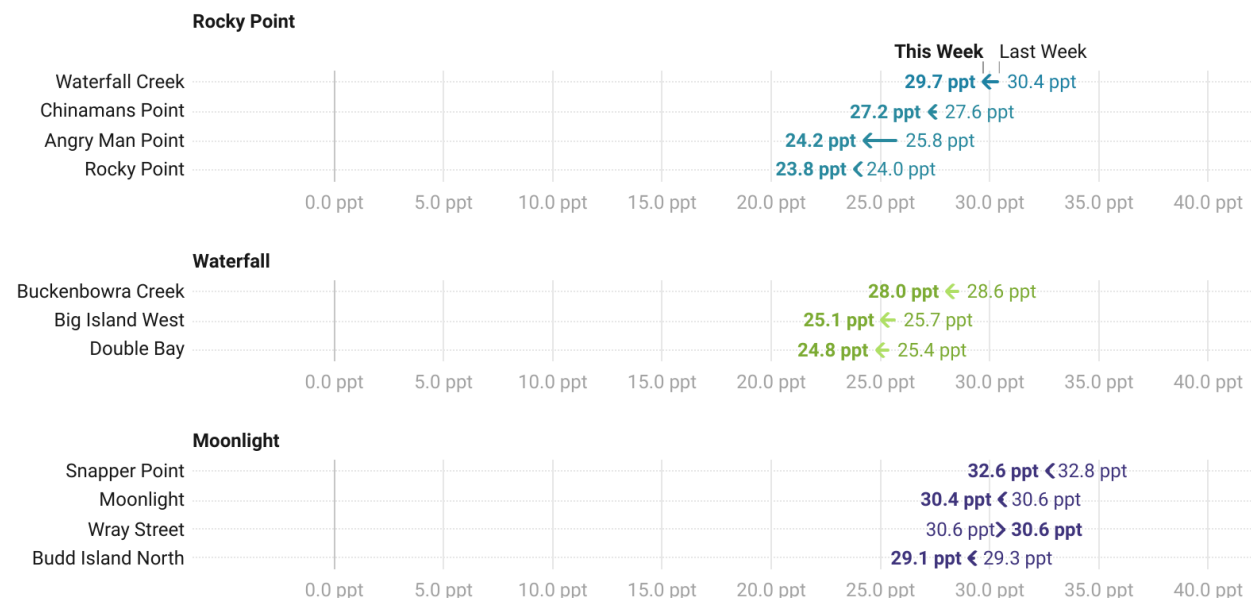 Rocky Point
This Week Last Week
Waterfall Creek 29.7 ppt 30.4 ppt
Chinamans Point 27.2 ppt 27.6 ppt
Angry Man Point 24.2 ppt 25.8 ppt
Rocky Point 23.8 ppt 24.0 ppt
0.0 ppt 5.0 ppt 10.0 ppt 15.0 ppt 20.0 ppt 25.0 ppt 30.0 ppt 35.0 ppt 40.0 ppt
Waterfall
Buckenbowra Creek 28.0 ppt 28.6 ppt
Big Island West 25.1 ppt 25.7 ppt
Double Bay 24.8 ppt 25.4 ppt
0.0 ppt 5.0 ppt 10.0 ppt 15.0 ppt 20.0 ppt 25.0 ppt 30.0 ppt 35.0 ppt 40.0 ppt
Moonlight
Snapper Point 32.6 ppt 32.8 ppt
Moonlight 30.4 ppt 30.6 ppt
Wray Street 30.6 ppt 30.6 ppt
Budd Island North 29.1 ppt 29.3 ppt
0.0 ppt 5.0 ppt 10.0 ppt 15.0 ppt 20.0 ppt 25.0 ppt 30.0 ppt 35.0 ppt 40.0 ppt